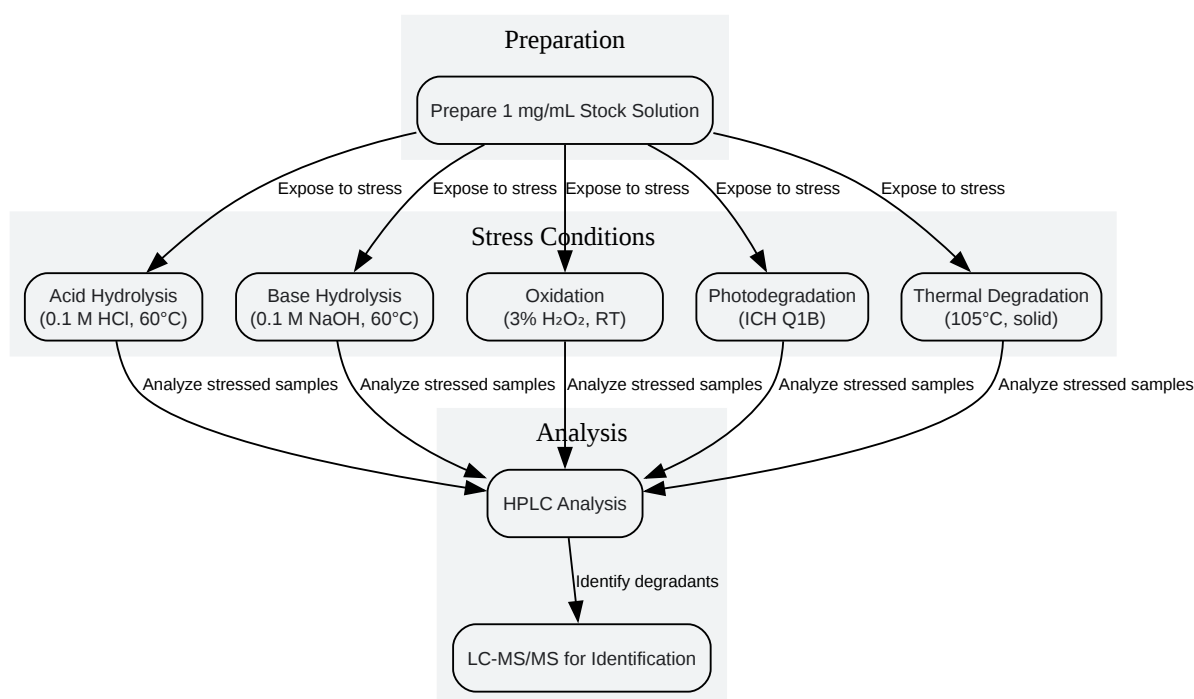 Preparation
Prepare 1 mg/mL Stock Solution
Expose to stress
Expose to stress
Expose to stress
Expose to stress
Expose to stress
Stress Conditions
Acid Hydrolysis
(0.1 M HCl, 60°C)
Base Hydrolysis
(0.1 M NaOH, 60°C)
Oxidation
(3% H₂O₂, RT)
Photodegradation
(ICH Q1B)
Thermal Degradation
(105°C, solid)
Analyze stressed samples
Analyze stressed samples
Analyze stressed samples
Analyze stressed samples
Analyze stressed samples
Analysis
HPLC Analysis
Identify degradants
LC-MS/MS for Identification